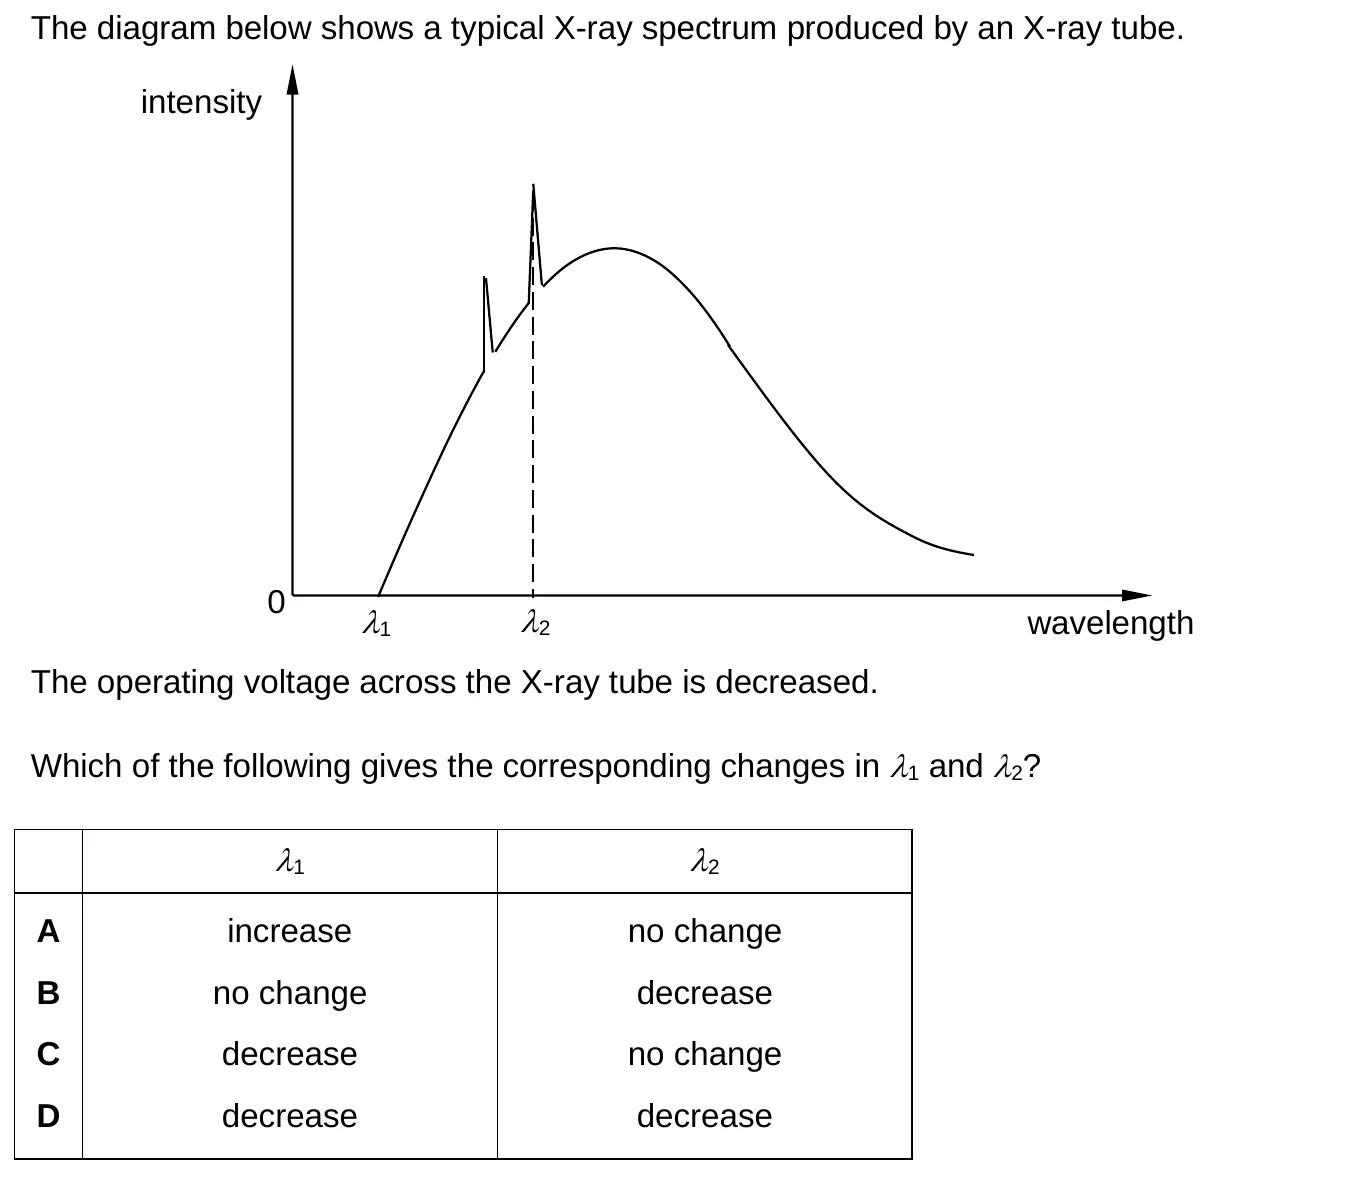 The diagram below shows a typical X-ray spectrum produced by an X-ray tube.
intensity
0
λ1
λ2
wavelength
The operating voltage across the X-ray tube is decreased.
Which of the following gives the corresponding changes in λ1 and λ2?
λ1 λ2
A increase no change
B no change decrease
C decrease no change
D decrease decrease